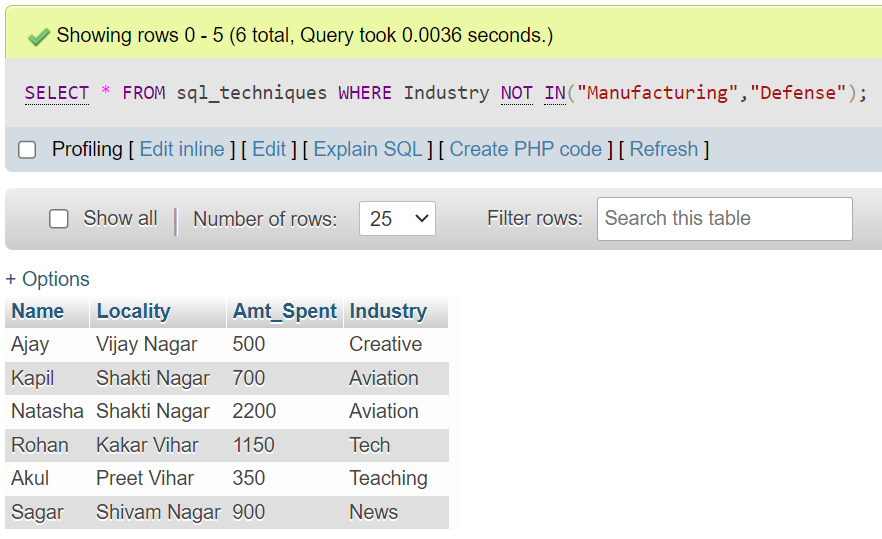 Showing rows 0 - 5 (6 total, Query took 0.0036 seconds.)
SELECT * FROM sql_techniques WHERE Industry NOT IN("Manufacturing","Defense");
Profiling [ Edit inline ] [ Edit ] [ Explain SQL ] [ Create PHP code ] [ Refresh ]
Show all | Number of rows: 25 Filter rows: Search this table
+ Options
Name Locality Amt_Spent Industry
Ajay Vijay Nagar 500 Creative
Kapil Shakti Nagar 700 Aviation
Natasha Shakti Nagar 2200 Aviation
Rohan Kakar Vihar 1150 Tech
Akul Preet Vihar 350 Teaching
Sagar Shivam Nagar 900 News